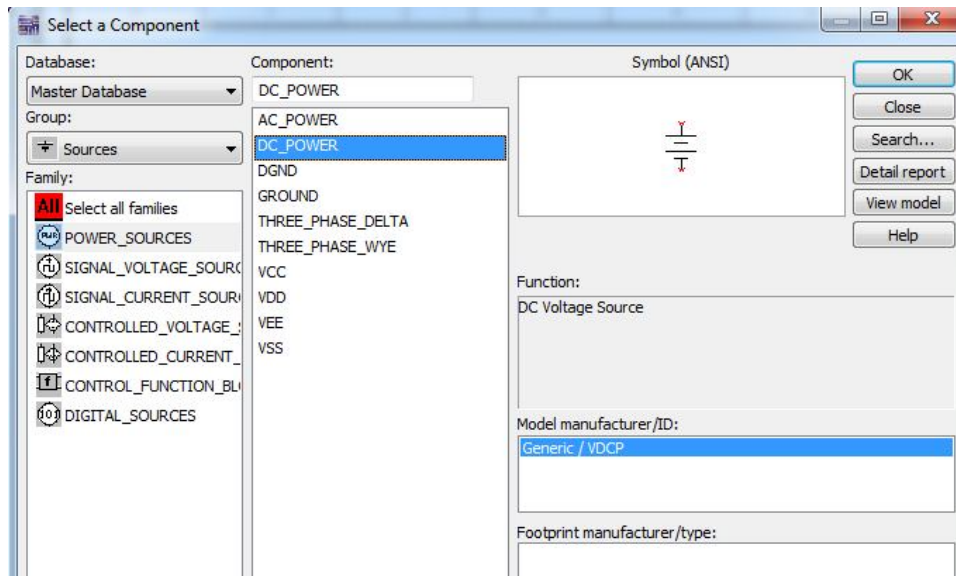 Select a Component
Database:
Master Database
Group:
Sources
Family:
All Select all families
POWER_SOURCES
SIGNAL_VOLTAGE_SOURC
SIGNAL_CURRENT_SOUR
CONTROLLED_VOLTAGE_
CONTROLLED_CURRENT_
CONTROL_FUNCTION_BL
DIGITAL_SOURCES
Component:
DC_POWER
AC_POWER
DC_POWER
DGND
GROUND
THREE_PHASE_DELTA
THREE_PHASE_WYE
VCC
VDD
VEE
VSS
Symbol (ANSI)
Function:
DC Voltage Source
Model manufacturer/ID:
Generic / VDCP
Footprint manufacturer/type:
OK
Close
Search...
Detail report
View model
Help